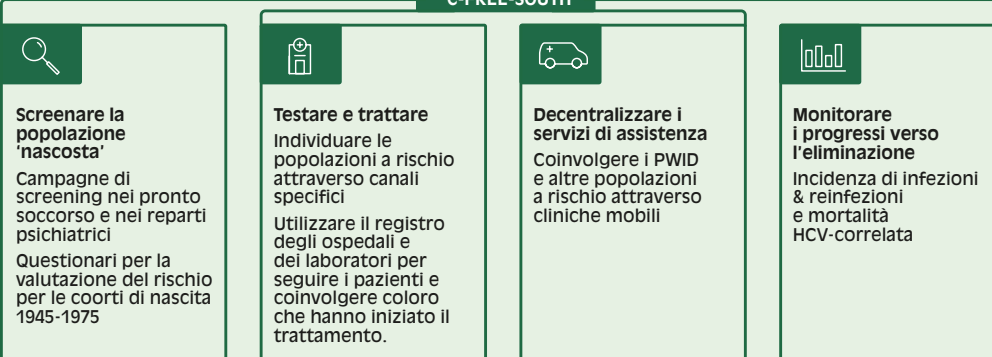 C-FREE-SOUTH
Screenare la
popolazione
‘nascosta’
Campagne di
screening nei pronto
soccorso e nei reparti
psichiatrici
Questionari per la
valutazione del rischio
per le coorti di nascita
1945-1975
Testare e trattare
Individuare le
popolazioni a rischio
attraverso canali
specifici
Utilizzare il registro
degli ospedali e
dei laboratori per
seguire i pazienti e
coinvolgere coloro
che hanno iniziato il
trattamento.
Decentralizzare i
servizi di assistenza
Coinvolgere i PWID
e altre popolazioni
a rischio attraverso
cliniche mobili
Monitorare
i progressi verso
l’eliminazione
Incidenza di infezioni
& reinfezioni
e mortalità
HCV-correlata